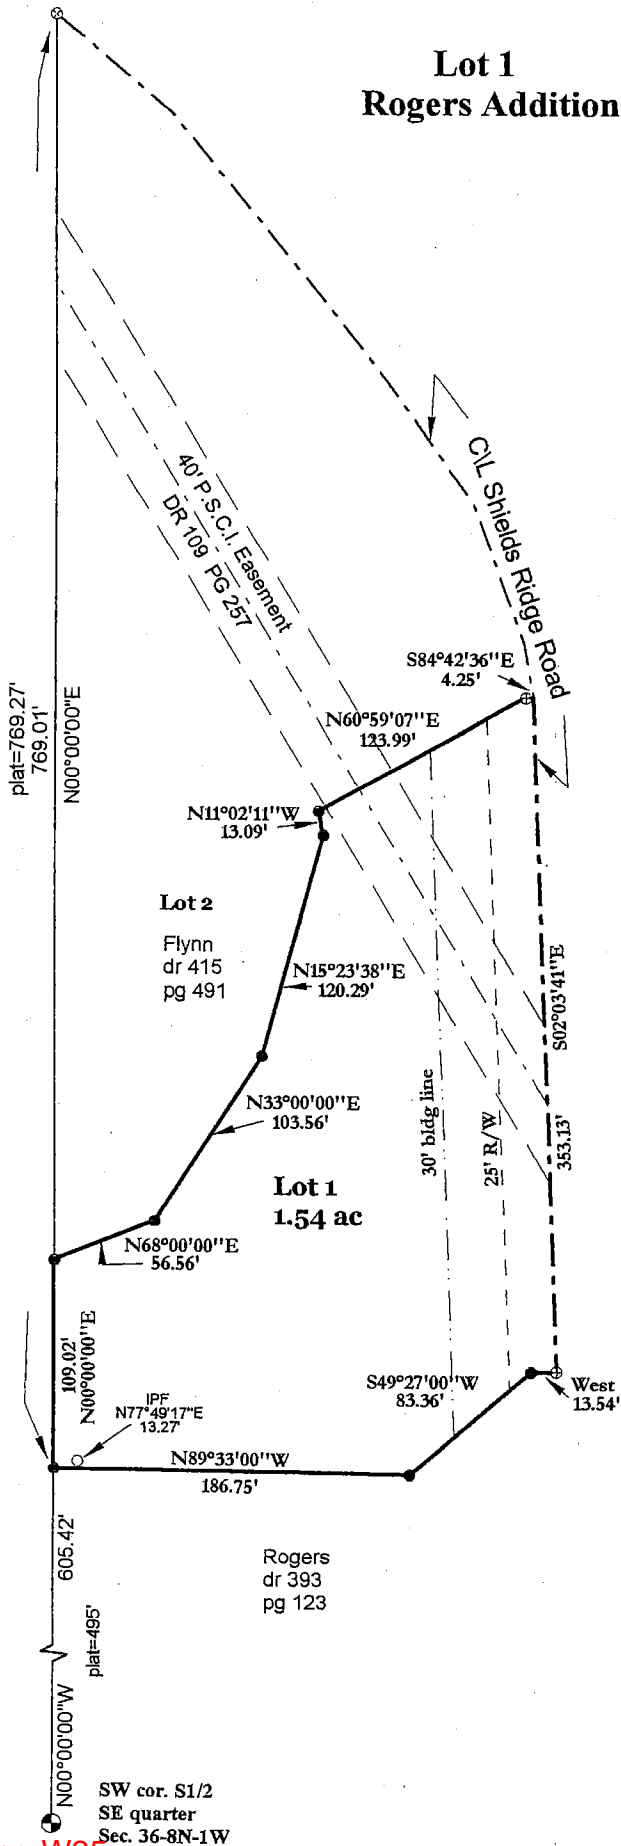 Lot 1
Rogers Addition
C\L Shields Ridge Road
40' P.S.C.I. Easement
DR 109 PG 257
S84°42'36"E
4.25'
N60°59'07"E
123.99'
plat=769.27'
769.01'
N00°00'00"E
N11°02'11"W
13.09'
Lot 2
Flynn
dr 415
pg 491
N15°23'38"E
120.29'
S02°03'41"E
353.13'
N33°00'00"E
103.56'
30' bldg line
25' R/W
Lot 1
1.54 ac
N68°00'00"E
56.56'
109.02'
N00°00'00"E
IPF
N77°49'17"E
13.27'
S49°27'00"W
83.36'
West
13.54'
N89°33'00"W
186.75'
605.42'
plat=495'
N00°00'00"W
Rogers
dr 393
pg 123
SW cor. S1/2
SE quarter
Sec. 36-8N-1W